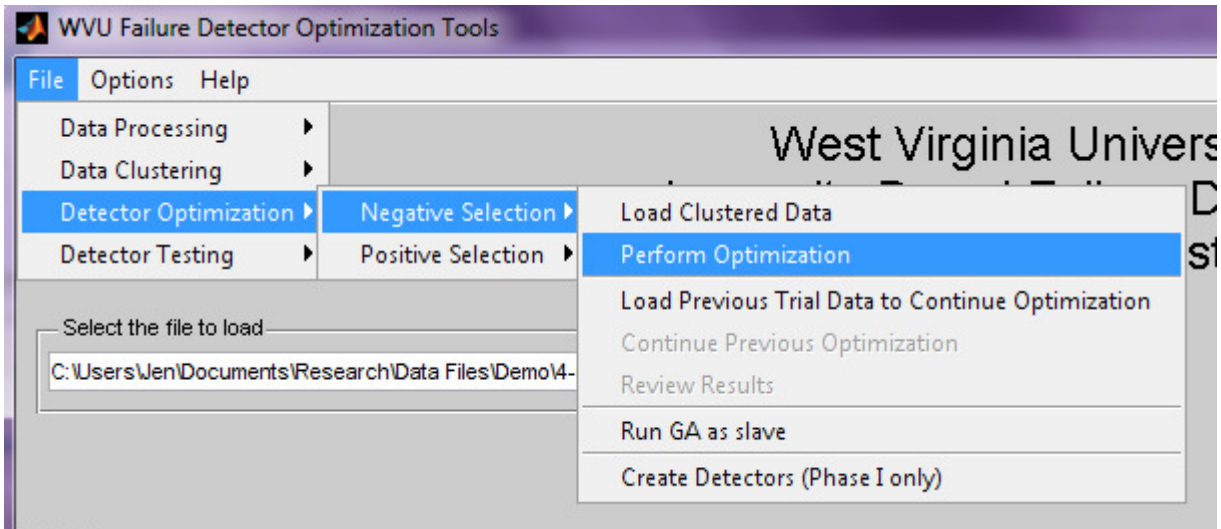 WVU Failure Detector Optimization Tools
File Options Help
Data Processing
Data Clustering
Detector Optimization
Detector Testing
Negative Selection
Positive Selection
Load Clustered Data
Perform Optimization
Load Previous Trial Data to Continue Optimization
Continue Previous Optimization
Review Results
Run GA as slave
Create Detectors (Phase I only)
West Virginia Univers
D
st
Select the file to load
C:\Users\Jen\Documents\Research\Data Files\Demo\4-